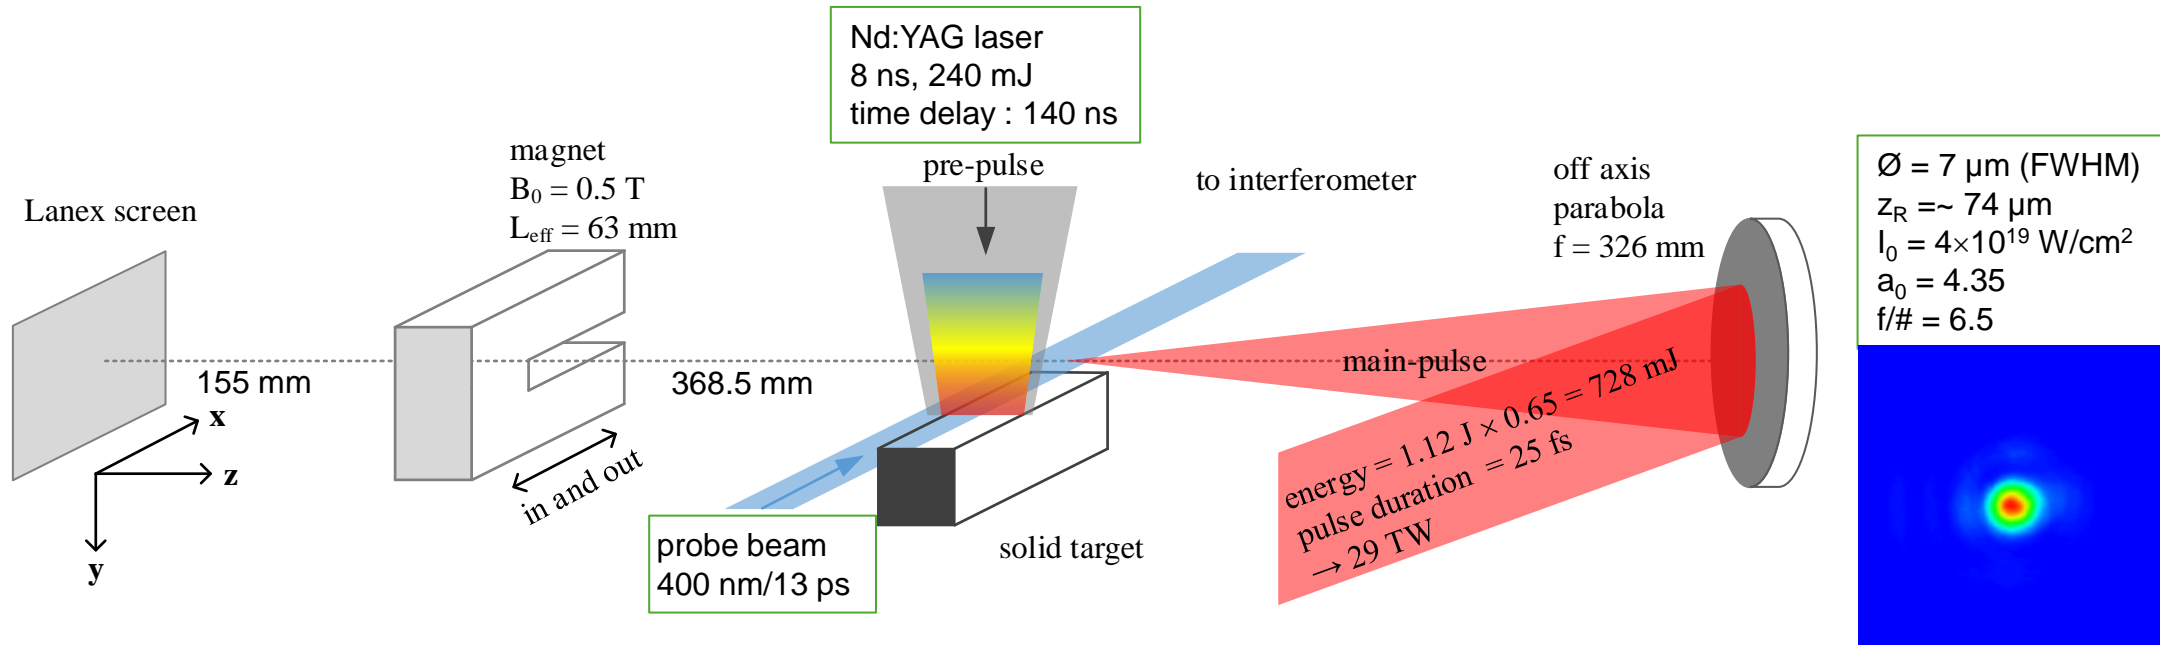 Nd:YAG laser
8 ns, 240 mJ
time delay : 140 ns
pre-pulse
magnet
B₀ = 0.5 T
L_eff = 63 mm
Lanex screen
to interferometer
off axis
parabola
f = 326 mm
Ø = 7 µm (FWHM)
z_R =~ 74 µm
I₀ = 4×10¹⁹ W/cm²
a₀ = 4.35
f/# = 6.5
155 mm
368.5 mm
main-pulse
x
z
y
in and out
energy = 1.12 J × 0.65 = 728 mJ
pulse duration = 25 fs
→ 29 TW
probe beam
400 nm/13 ps
solid target